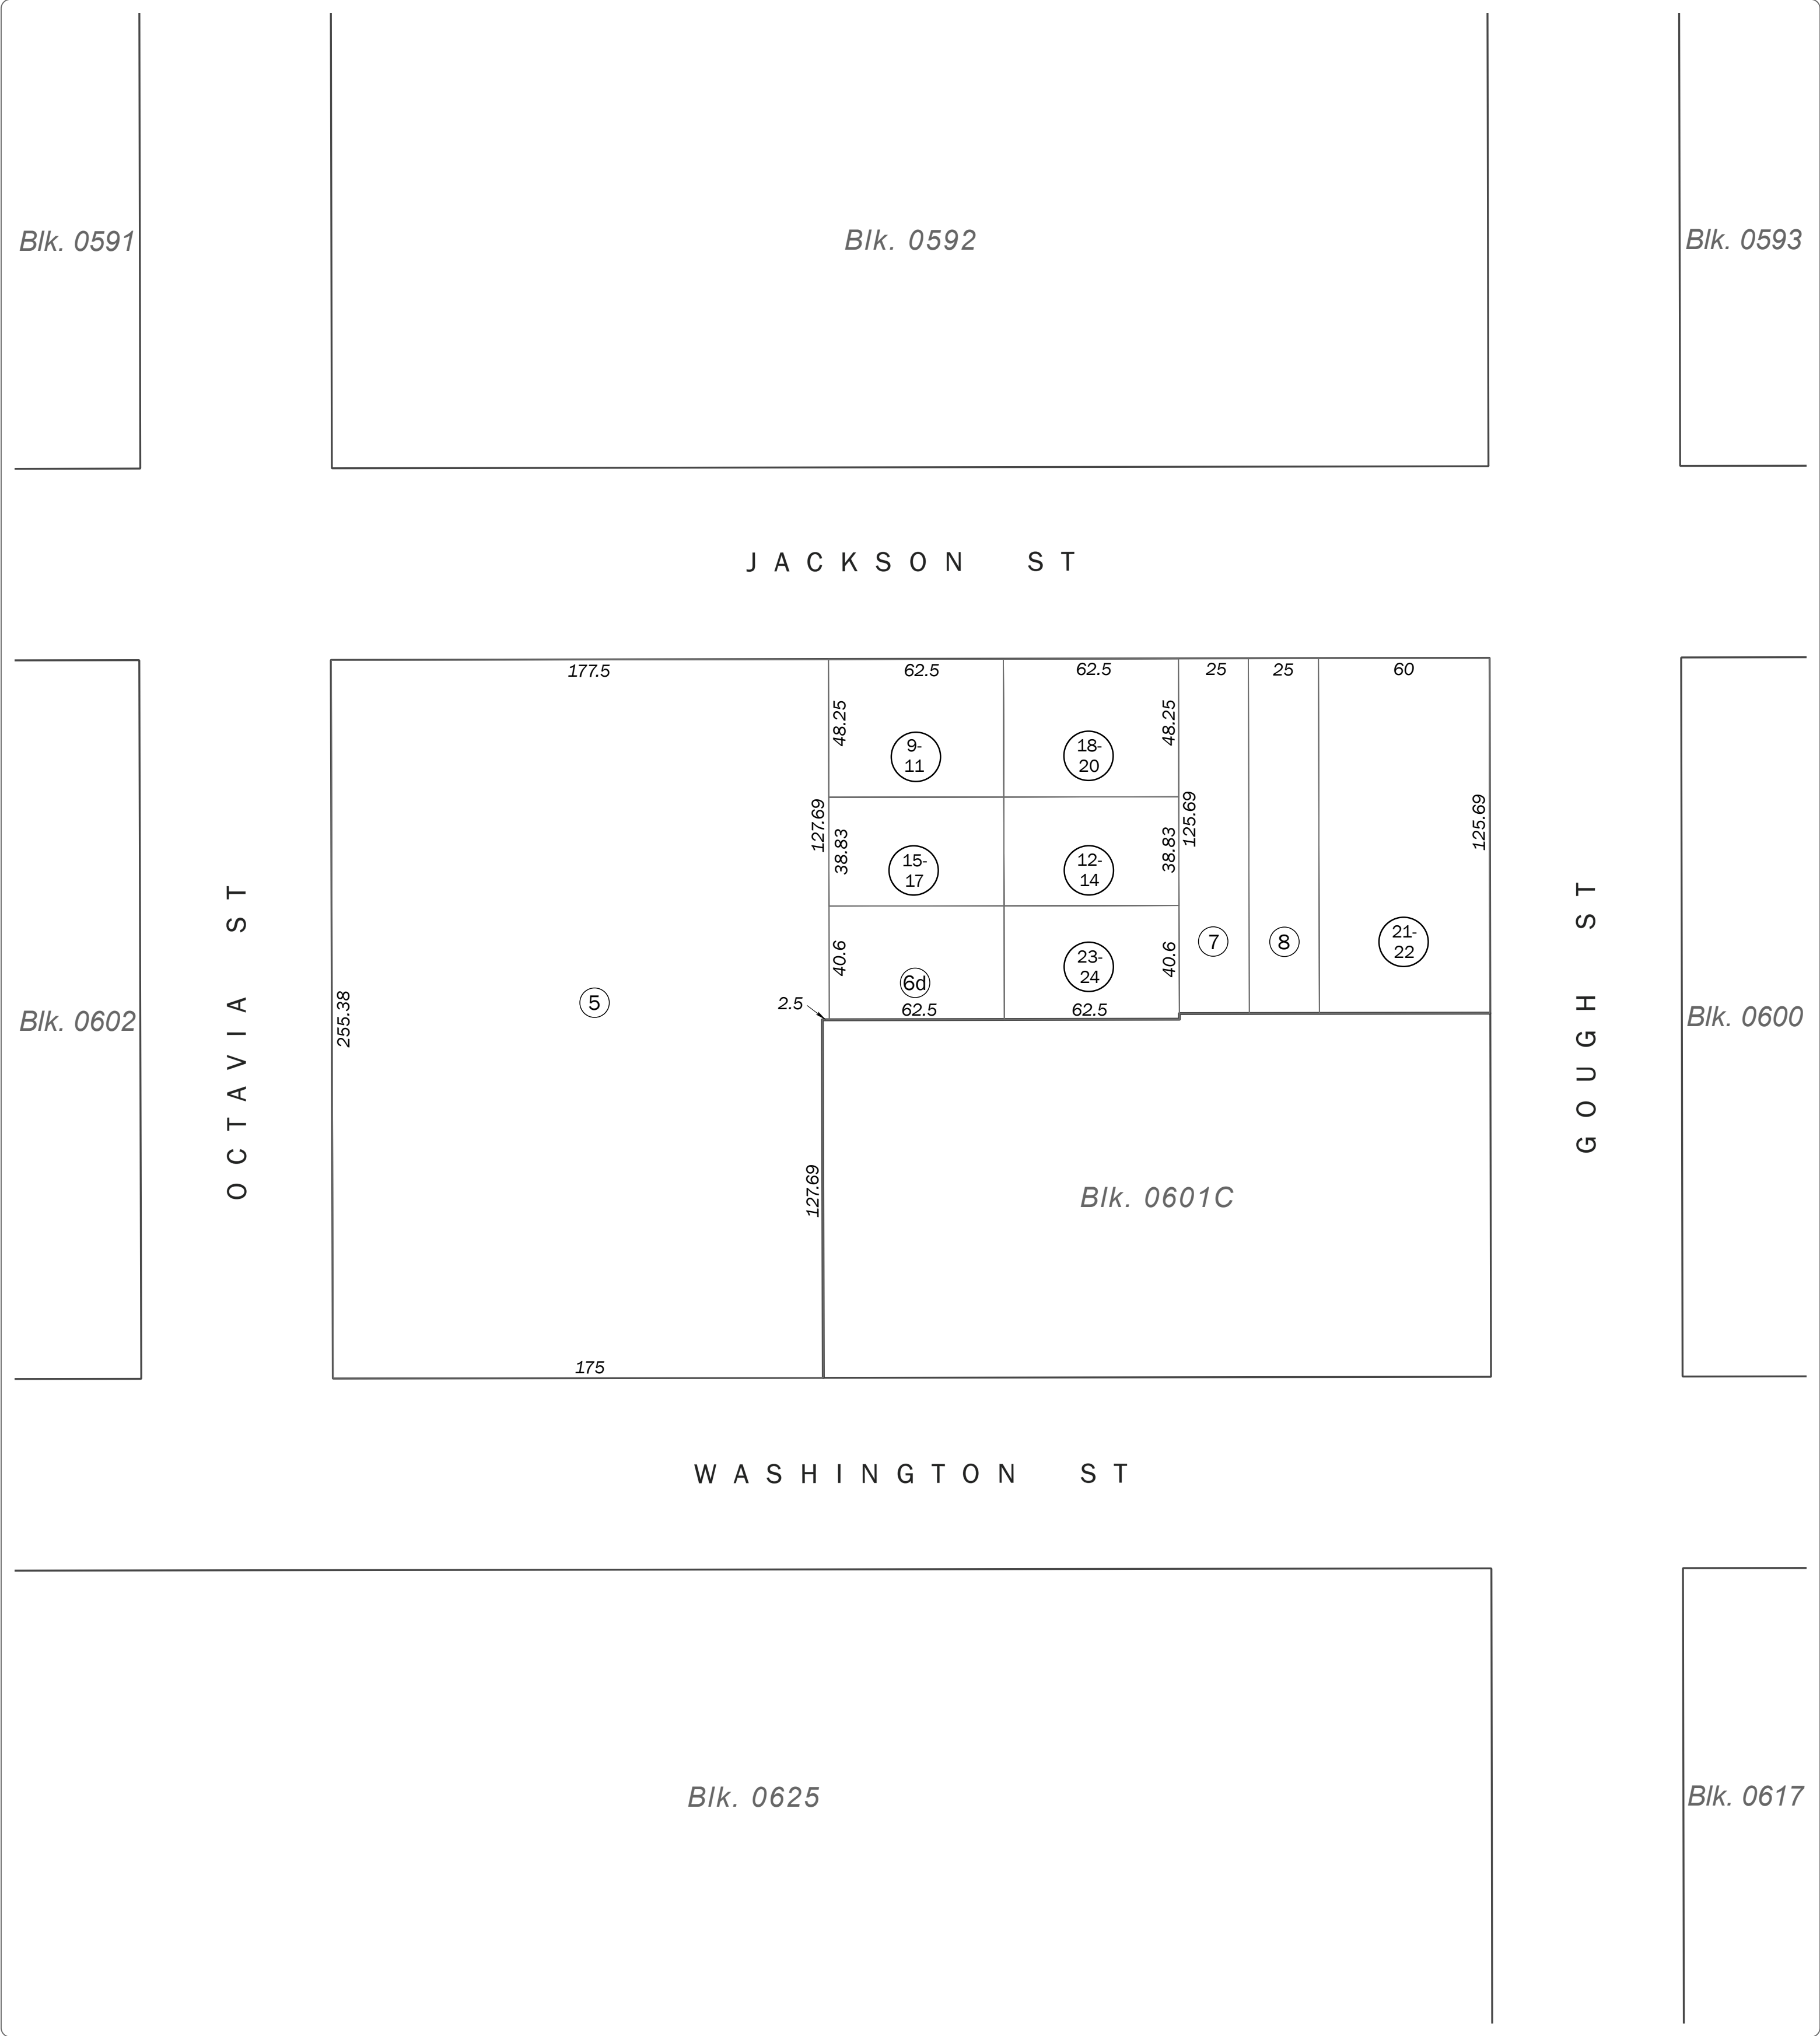 Blk. 0591
Blk. 0592
Blk. 0593
JACKSON ST
177.5
62.5
62.5
25
25
60
48.25
48.25
9-
11
18-
20
127.69
38.83
38.83
125.69
125.69
15-
17
12-
14
OCTAVIA ST
GOUGH ST
40.6
40.6
7
8
21-
22
6d
23-
24
5
2.5
62.5
62.5
255.38
Blk. 0602
Blk. 0600
127.69
Blk. 0601C
175
WASHINGTON ST
Blk. 0625
Blk. 0617